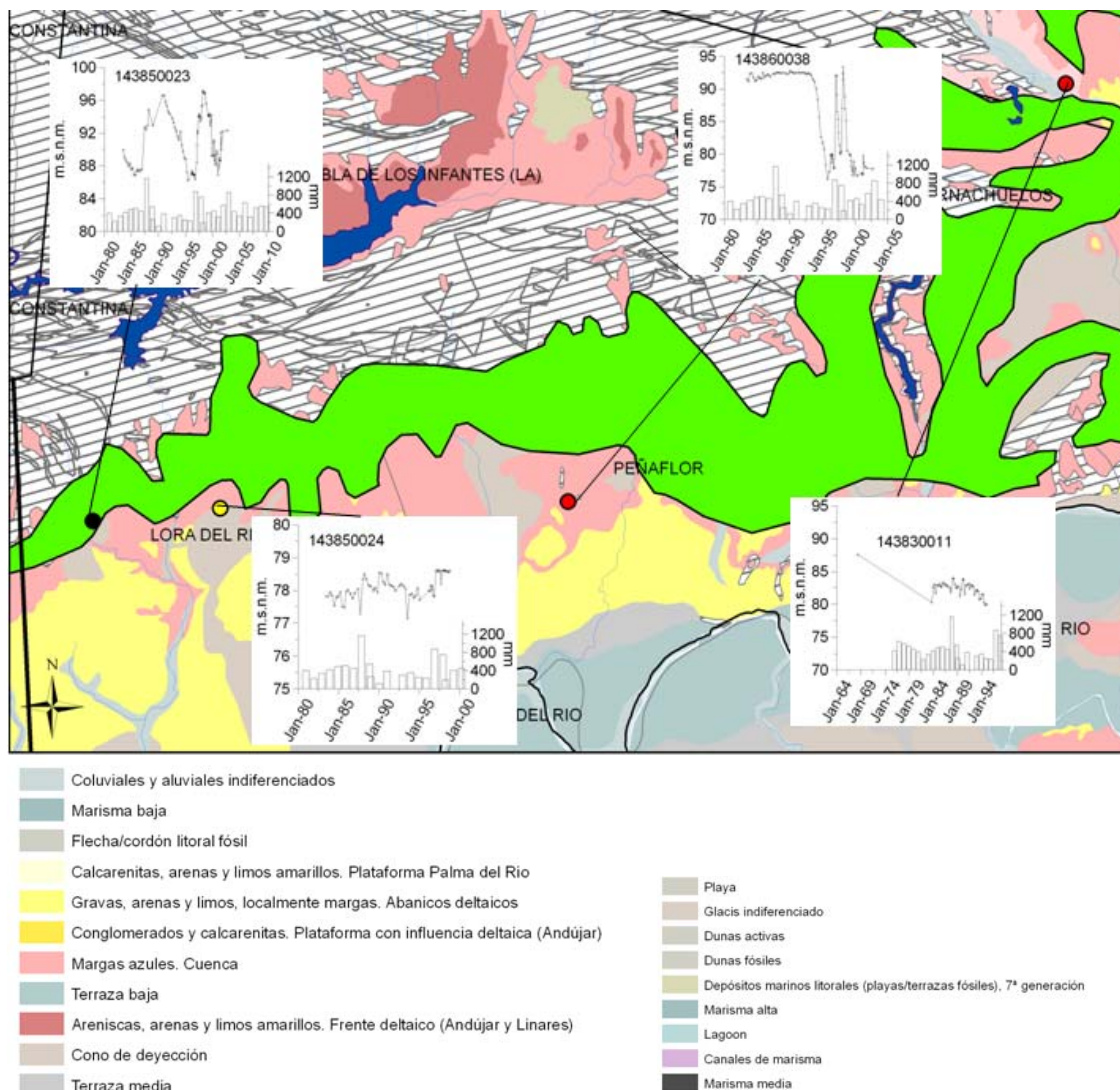 CONSTANTINA
143850023
100
96
92
88
84
80
m.s.n.m.
1200
800
400
0
mm
Jan-80
Jan-85
Jan-90
Jan-95
Jan-00
Jan-05
Jan-10
143860038
95
90
85
80
75
70
m.s.n.m.
1200
800
400
0
mm
Jan-80
Jan-85
Jan-90
Jan-95
Jan-00
Jan-05
BLA DE LOS INFANTES (LA)
RNACHUELOS
CONSTANTINA
PEÑAFLOR
LORA DEL RI
143850024
80
79
78
77
76
75
m.s.n.m.
1200
800
400
0
mm
Jan-80
Jan-85
Jan-90
Jan-95
Jan-00
143830011
95
90
85
80
75
70
m.s.n.m.
1200
800
400
0
mm
Jan-64
Jan-69
Jan-74
Jan-79
Jan-84
Jan-89
Jan-94
RIO
DEL RIO
N
Coluviales y aluviales indiferenciados
Marisma baja
Flecha/cordón litoral fósil
Calcarenitas, arenas y limos amarillos. Plataforma Palma del Rio
Gravas, arenas y limos, localmente margas. Abanicos deltaicos
Conglomerados y calcarenitas. Plataforma con influencia deltaica (Andújar)
Margas azules. Cuenca
Terraza baja
Areniscas, arenas y limos amarillos. Frente deltaico (Andújar y Linares)
Cono de deyección
Terraza media
Playa
Glacis indiferenciado
Dunas activas
Dunas fósiles
Depósitos marinos litorales (playas/terrazas fósiles), 7ª generación
Marisma alta
Lagoon
Canales de marisma
Marisma media